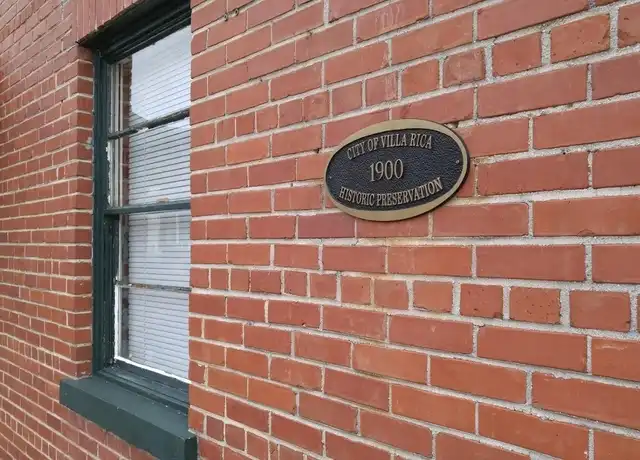 CITY OF VILLA RICA
1900
HISTORIC PRESERVATION